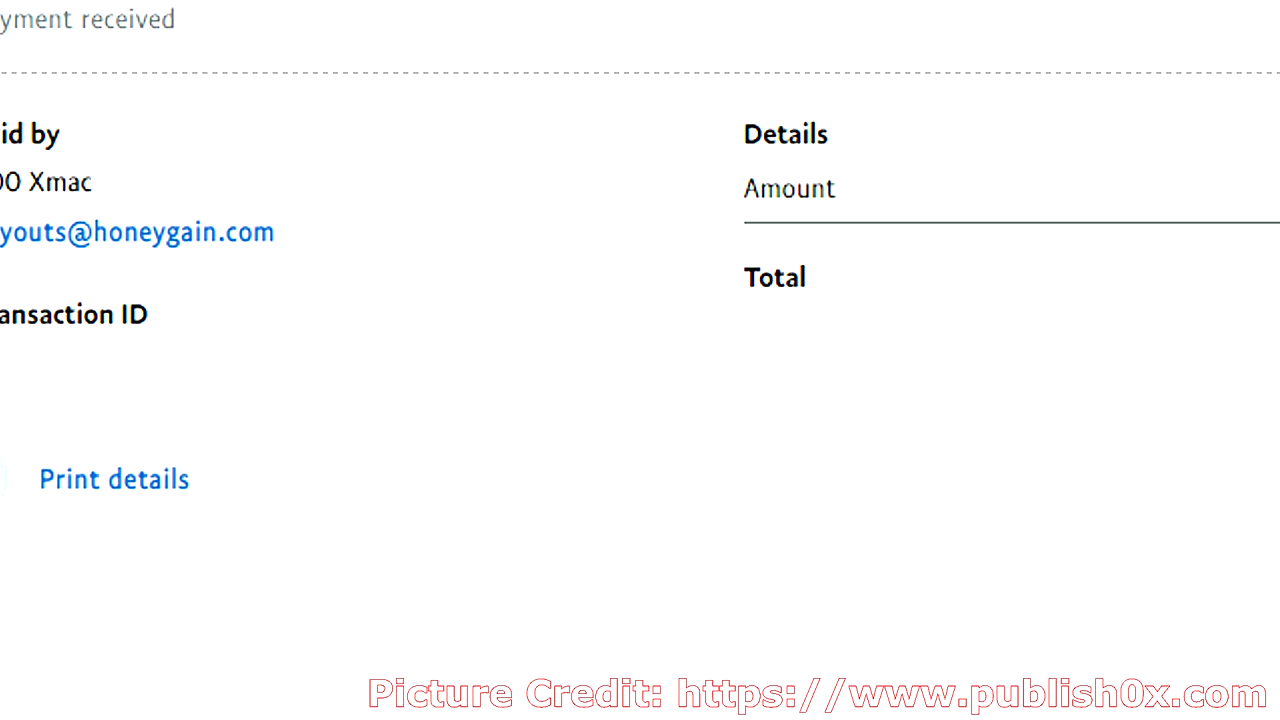 yment received
id by
00 Xmac
youts@honeygain.com
ansaction ID
Print details
Details
Amount
Total
Picture Credit: https://www.publish0x.com